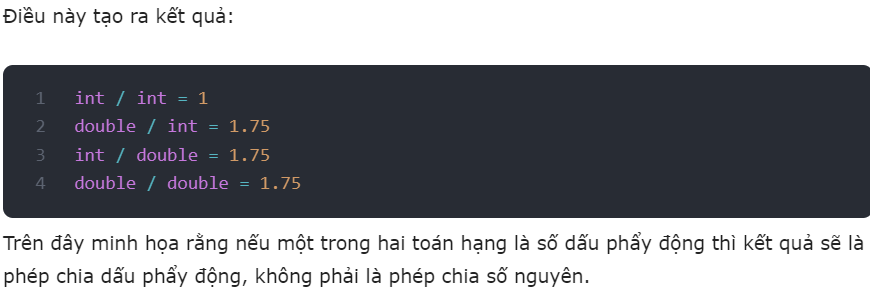 Điều này tạo ra kết quả:
1 int / int = 1
2 double / int = 1.75
3 int / double = 1.75
4 double / double = 1.75
Trên đây minh họa rằng nếu một trong hai toán hạng là số dấu phẩy động thì kết quả sẽ là
phép chia dấu phẩy động, không phải là phép chia số nguyên.